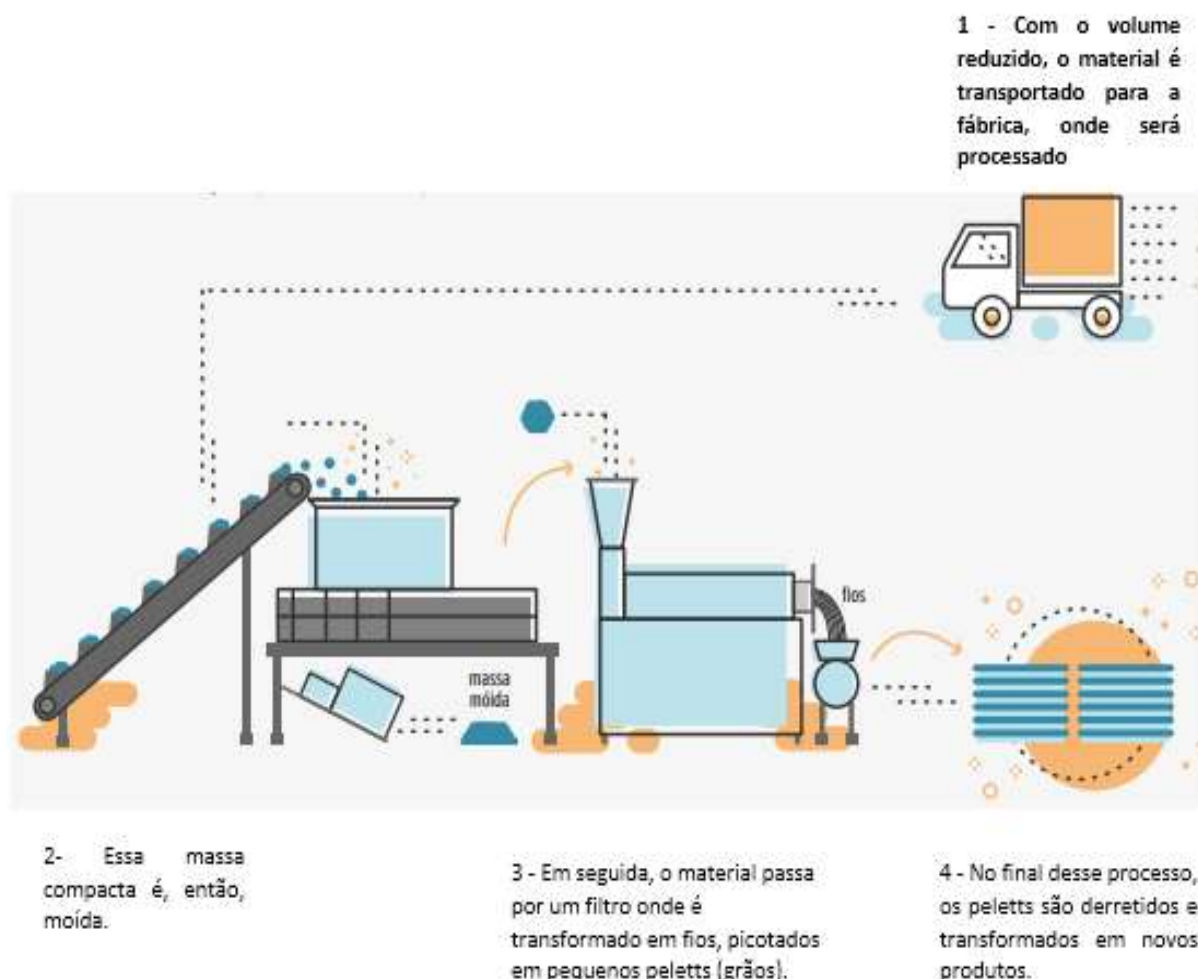 1 - Com o volume
reduzido, o material é
transportado para a
fábrica, onde será
processado
fios
massa
móida
2- Essa massa
compacta é, então,
moída.
3 - Em seguida, o material passa
por um filtro onde é
transformado em fios, picotados
em pequenos peletts (grãos).
4 - No final desse processo,
os peletts são derretidos e
transformados em novos
produtos.